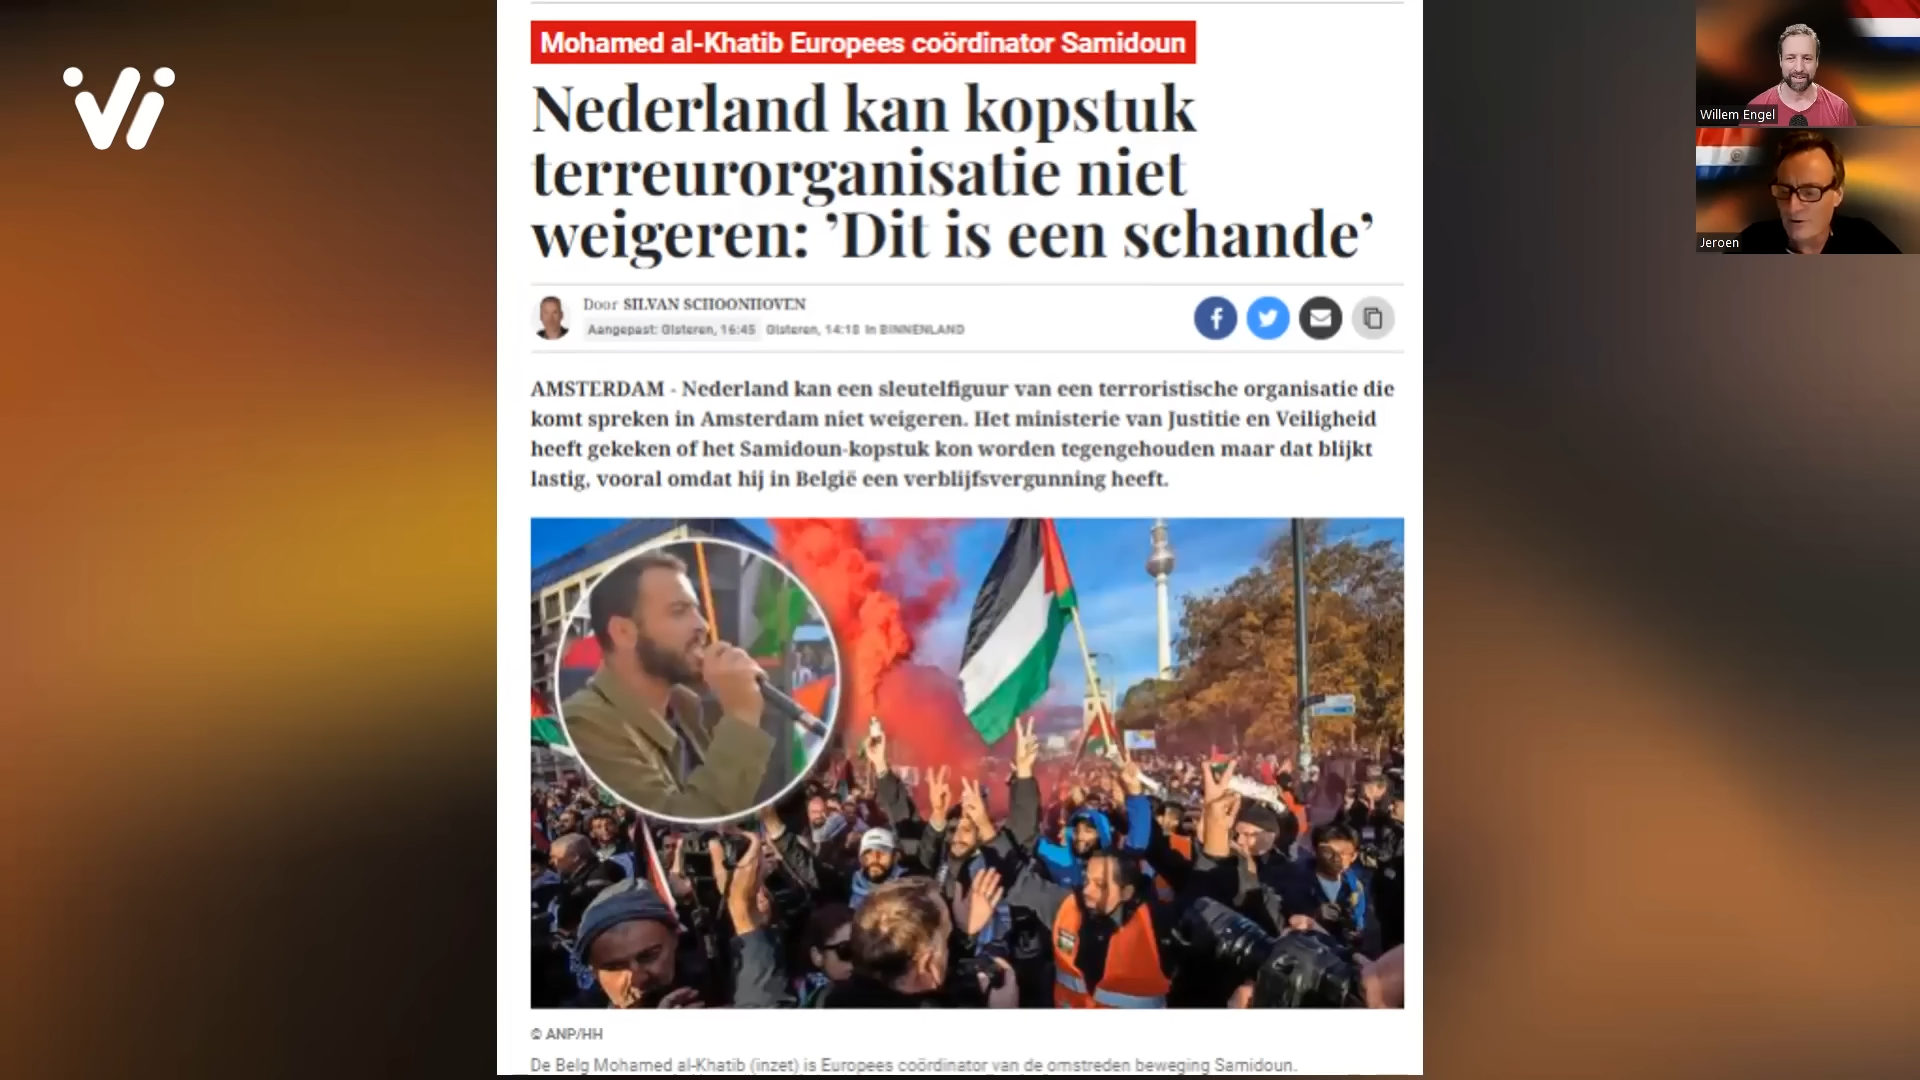 Mohamed al-Khatib Europees coördinator Samidoun
Nederland kan kopstuk
terreurorganisatie niet
weigeren: ’Dit is een schande’
Door SILVAN SCHOONHOVEN
Aangepast: Gisteren, 16:45 Gisteren, 14:18 in BINNENLAND
AMSTERDAM - Nederland kan een sleutelfiguur van een terroristische organisatie die
komt spreken in Amsterdam niet weigeren. Het ministerie van Justitie en Veiligheid
heeft gekeken of het Samidoun-kopstuk kon worden tegengehouden maar dat blijkt
lastig, vooral omdat hij in België een verblijfsvergunning heeft.
© ANP/HH
De Belg Mohamed al-Khatib (inzet) is Europees coördinator van de omstreden beweging Samidoun.
Willem Engel
Jeroen